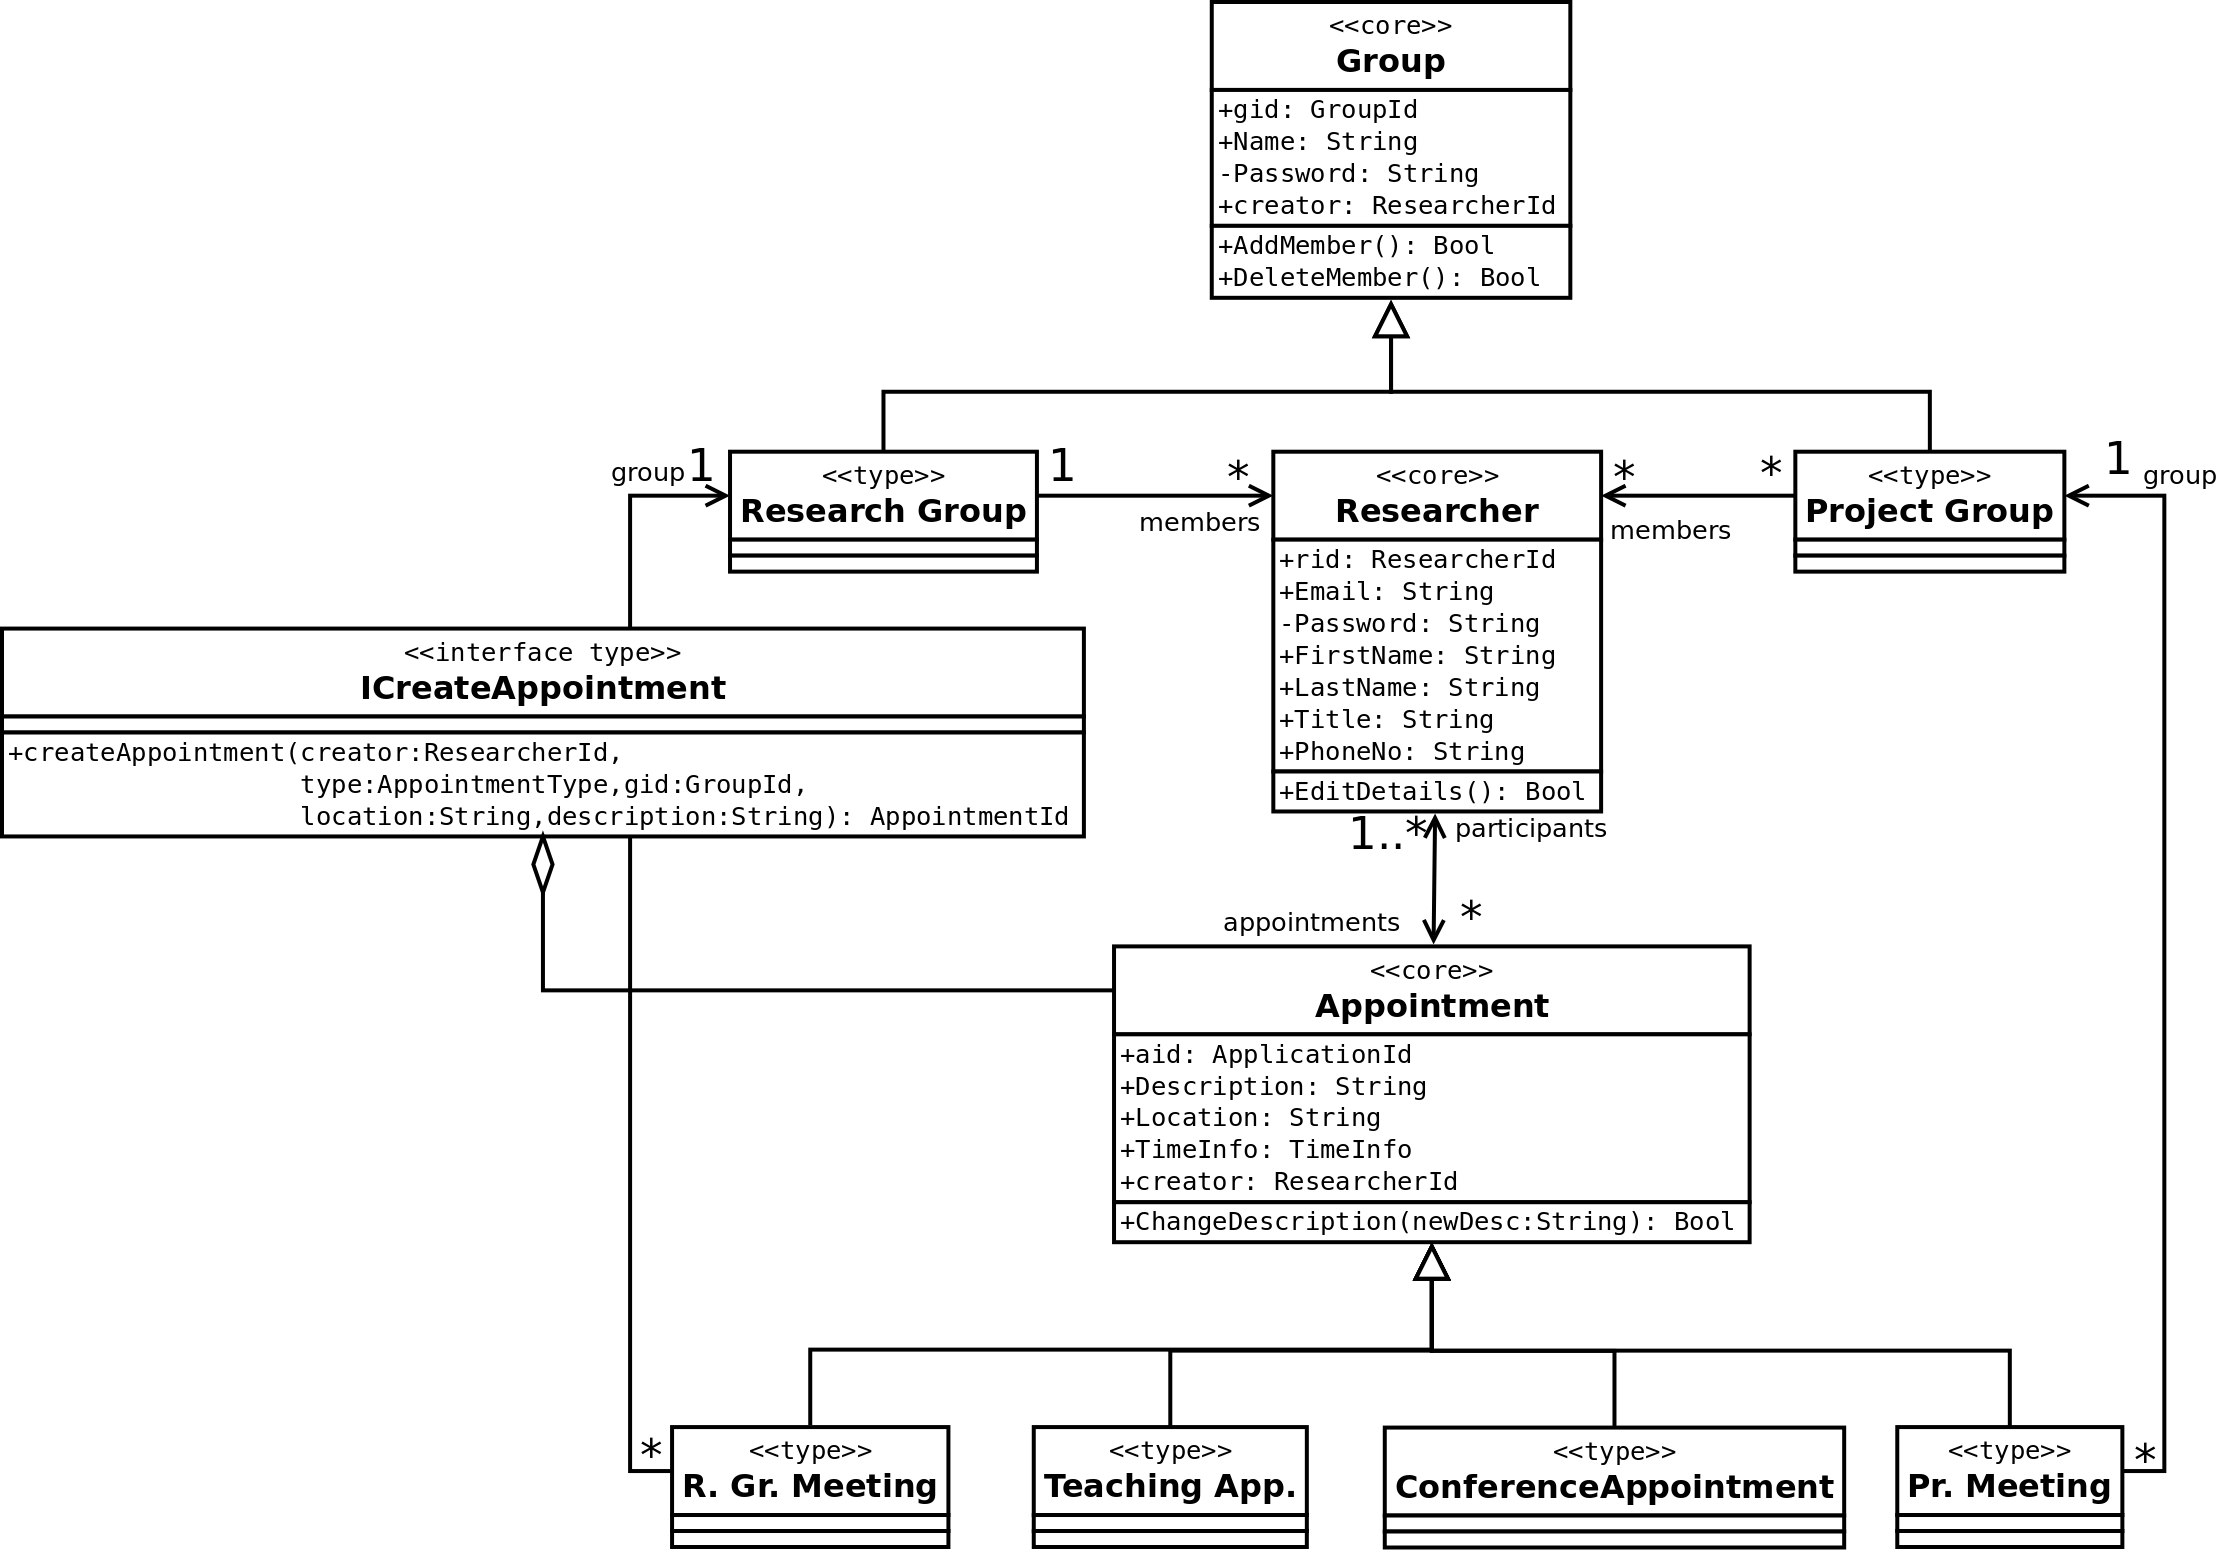 <<core>>
Group
+gid: GroupId
+Name: String
-Password: String
+creator: ResearcherId
+AddMember(): Bool
+DeleteMember(): Bool
group 1
<<type>>
Research Group
1
*
members
<<core>>
Researcher
+rid: ResearcherId
+Email: String
-Password: String
+FirstName: String
+LastName: String
+Title: String
+PhoneNo: String
+EditDetails(): Bool
*
members
*
<<type>>
Project Group
1
group
<<interface type>>
ICreateAppointment
+createAppointment(creator:ResearcherId,
type:AppointmentType,gid:GroupId,
location:String,description:String): AppointmentId
1..*
participants
appointments
*
<<core>>
Appointment
+aid: ApplicationId
+Description: String
+Location: String
+TimeInfo: TimeInfo
+creator: ResearcherId
+ChangeDescription(newDesc:String): Bool
*
<<type>>
R. Gr. Meeting
<<type>>
Teaching App.
<<type>>
ConferenceAppointment
<<type>>
Pr. Meeting
*